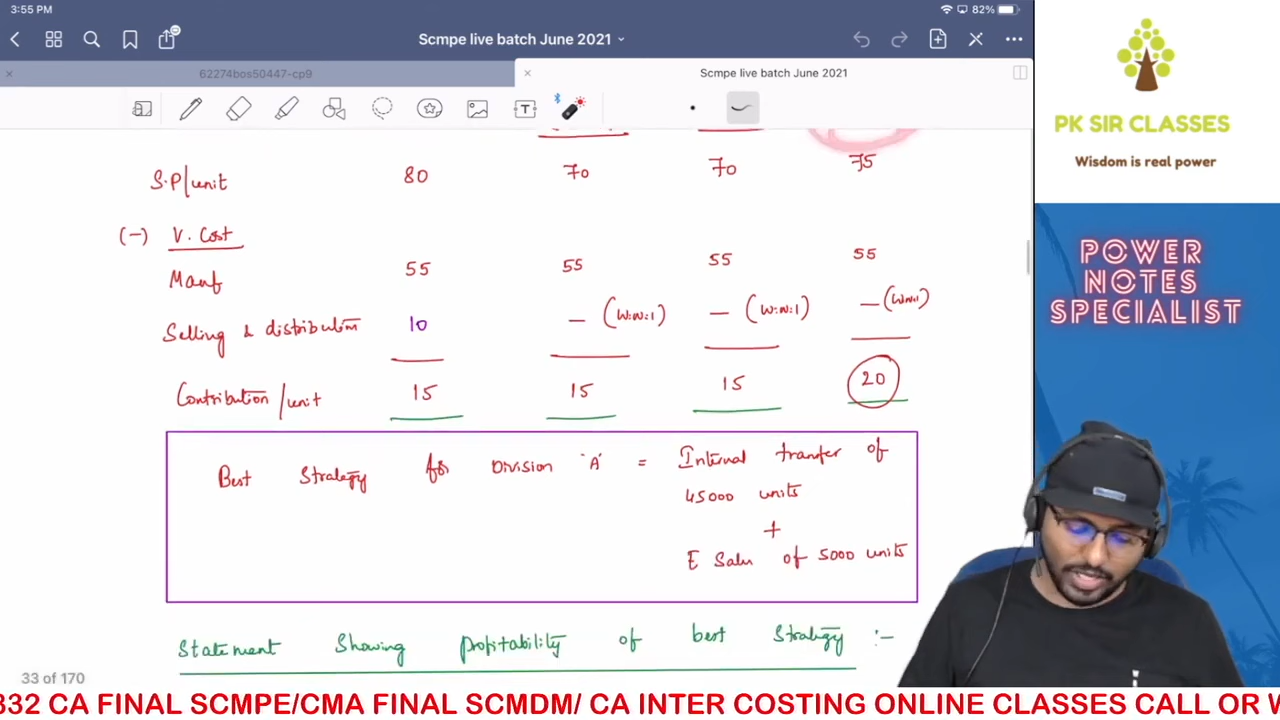 3:55 PM
82%
Scmpe live batch June 2021
62274bos50447-cp9
Scmpe live batch June 2021
S.P/unit 80 70 70 75
(-) V. Cost
Manf 55 55 55 55
Selling & distribution 10 - (W.N:1) - (W.N:1) - (W.N:1)
Contribution/unit 15 15 15 20
Best Strategy for Division 'A' = Internal transfer of
45000 units
+
E Sales of 5000 units
Statement Showing profitability of best Strategy :-
33 of 170
PK SIR CLASSES
Wisdom is real power
POWER
NOTES
SPECIALIST
332 CA FINAL SCMPE/CMA FINAL SCMDM/ CA INTER COSTING ONLINE CLASSES CALL OR